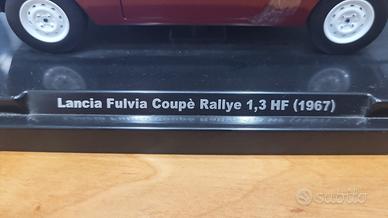 Lancia Fulvia Coupè Rallye 1,3 HF (1967)
subito